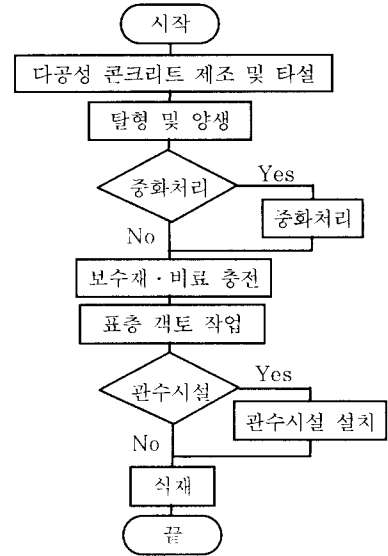 시작
다공성 콘크리트 제조 및 타설
탈형 및 양생
중화처리
Yes
중화처리
No
보수재·비료 충전
표층 객토 작업
관수시설
Yes
관수시설 설치
No
식재
끝